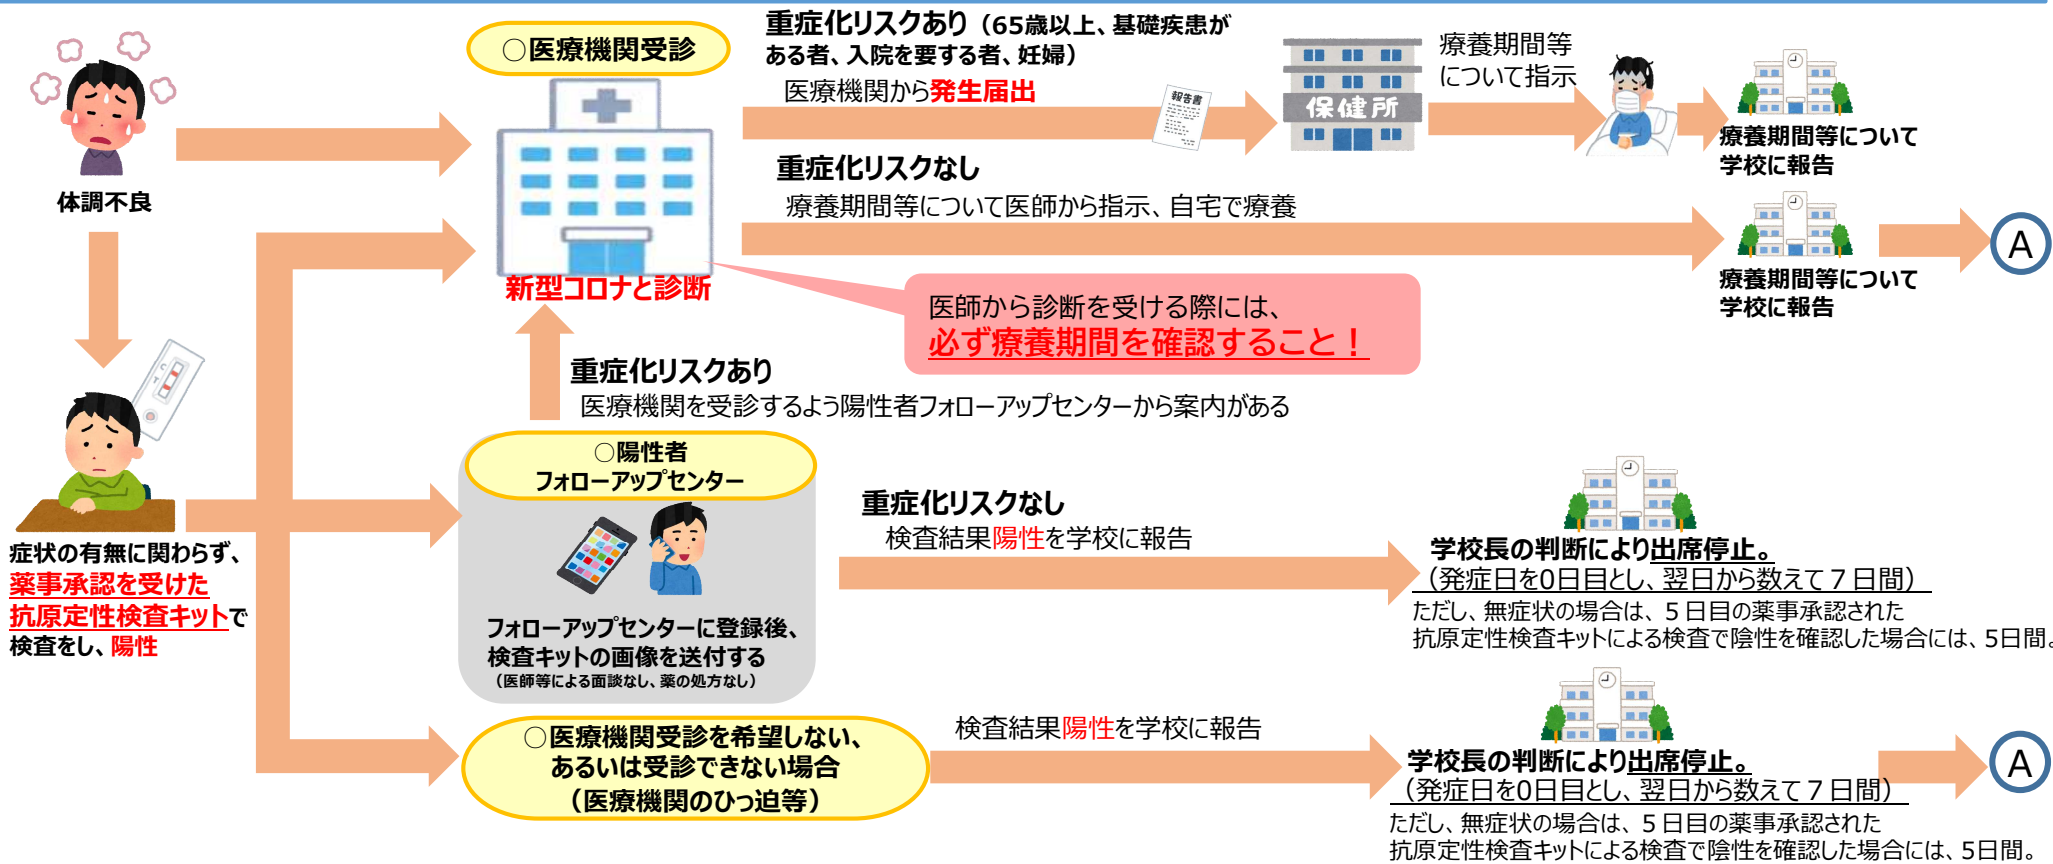 ○医療機関受診
重症化リスクあり（65歳以上、基礎疾患が
ある者、入院を要する者、妊婦）
医療機関から発生届出
報告書
保健所
療養期間等
について指示
療養期間等について
学校に報告
体調不良
重症化リスクなし
療養期間等について医師から指示、自宅で療養
療養期間等について
学校に報告
A
新型コロナと診断
医師から診断を受ける際には、
必ず療養期間を確認すること！
重症化リスクあり
医療機関を受診するよう陽性者フォローアップセンターから案内がある
○陽性者
フォローアップセンター
フォローアップセンターに登録後、
検査キットの画像を送付する
（医師等による面談なし、薬の処方なし）
症状の有無に関わらず、
薬事承認を受けた
抗原定性検査キットで
検査をし、陽性
重症化リスクなし
検査結果陽性を学校に報告
学校長の判断により出席停止。
（発症日を0日目とし、翌日から数えて７日間）
ただし、無症状の場合は、５日目の薬事承認された
抗原定性検査キットによる検査で陰性を確認した場合には、5日間。
○医療機関受診を希望しない、
あるいは受診できない場合
（医療機関のひっ迫等）
検査結果陽性を学校に報告
学校長の判断により出席停止。
（発症日を0日目とし、翌日から数えて７日間）
ただし、無症状の場合は、５日目の薬事承認された
抗原定性検査キットによる検査で陰性を確認した場合には、5日間。
A